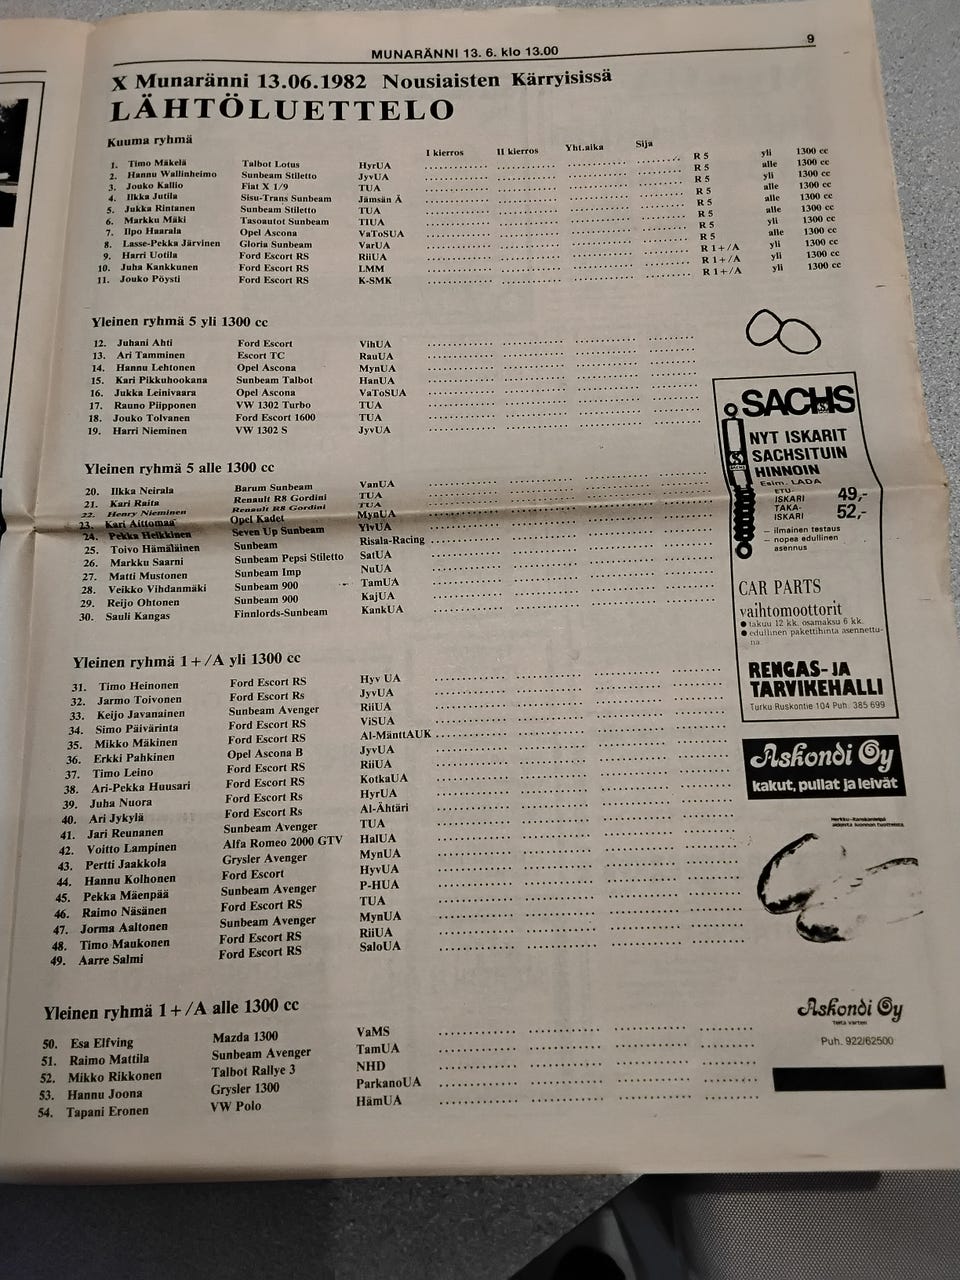 MUNARÄNNI 13. 6. klo 13.00
9
X Munaränni 13.06.1982 Nousiaisten Kärryisissä
LÄHTÖLUETTELO
Kuuma ryhmä
I kierros II kierros Yht.aika Sija
1. Timo Mäkelä Talbot Lotus HyrUA R 5 yli 1300 cc
2. Hannu Wallinheimo Sunbeam Stiletto JyvUA R 5 alle 1300 cc
3. Jouko Kallio Fiat X 1/9 TUA R 5 yli 1300 cc
4. Ilkka Jutila Sisu-Trans Sunbeam Jämsän Ä R 5 alle 1300 cc
5. Jukka Rintanen Sunbeam Stiletto TUA R 5 yli 1300 cc
6. Markku Mäki Tasoautot Sunbeam TIUA R 5 alle 1300 cc
7. Ilpo Haarala Opel Ascona VaToSUA R 5 yli 1300 cc
8. Lasse-Pekka Järvinen Gloria Sunbeam VarUA R 5 alle 1300 cc
9. Harri Uotila Ford Escort RS RiiUA R 1+/A yli 1300 cc
10. Juha Kankkunen Ford Escort RS LMM R 1+/A yli 1300 cc
11. Jouko Pöysti Ford Escort RS K-SMK R 1+/A yli 1300 cc
Yleinen ryhmä 5 yli 1300 cc
12. Juhani Ahti Ford Escort VihUA
13. Ari Tamminen Escort TC RauUA
14. Hannu Lehtonen Opel Ascona MynUA
15. Kari Pikkuhookana Sunbeam Talbot HanUA
16. Jukka Leinivaara Opel Ascona VaToSUA
17. Rauno Piipponen VW 1302 Turbo TUA
18. Jouko Tolvanen Ford Escort 1600 TUA
19. Harri Nieminen VW 1302 S JyvUA
Yleinen ryhmä 5 alle 1300 cc
20. Ilkka Neirala Barum Sunbeam VanUA
21. Kari Raita Renault R8 Gordini TUA
22. Henry Nieminen Renault R8 Gordini TUA
23. Kari Aittomaa Opel Kadet MynUA
24. Pekka Heikkinen Seven Up Sunbeam YlvUA
25. Toivo Hämäläinen Sunbeam Risala-Racing
26. Markku Saarni Sunbeam Pepsi Stiletto SatUA
27. Matti Mustonen Sunbeam Imp NuUA
28. Veikko Vihdanmäki Sunbeam 900 TamUA
29. Reijo Ohtonen Sunbeam 900 KajUA
30. Sauli Kangas Finnlords-Sunbeam KankUA
Yleinen ryhmä 1+/A yli 1300 cc
31. Timo Heinonen Ford Escort RS Hyv UA
32. Jarmo Toivonen Ford Escort Rs JyvUA
33. Keijo Javanainen Sunbeam Avenger RiiUA
34. Simo Päivärinta Ford Escort RS ViSUA
35. Mikko Mäkinen Ford Escort RS Al-MänttAUK
36. Erkki Pahkinen Opel Ascona B JyvUA
37. Timo Leino Ford Escort RS RiiUA
38. Ari-Pekka Huusari Ford Escort RS KotkaUA
39. Juha Nuora Ford Escort Rs HyrUA
40. Ari Jykylä Ford Escort Rs Al-Ähtäri
41. Jari Reunanen Sunbeam Avenger TUA
42. Voitto Lampinen Alfa Romeo 2000 GTV HalUA
43. Pertti Jaakkola Grysler Avenger MynUA
44. Hannu Kolhonen Ford Escort HyvUA
45. Pekka Mäenpää Sunbeam Avenger P-HUA
46. Raimo Näsänen Ford Escort RS TUA
47. Jorma Aaltonen Sunbeam Avenger MynUA
48. Timo Maukonen Ford Escort RS RiiUA
49. Aarre Salmi Ford Escort RS SaloUA
Yleinen ryhmä 1+/A alle 1300 cc
50. Esa Elfving Mazda 1300 VaMS
51. Raimo Mattila Sunbeam Avenger TamUA
52. Mikko Rikkonen Talbot Rallye 3 NHD
53. Hannu Joona Grysler 1300 ParkanoUA
54. Tapani Eronen VW Polo HämUA
SACHS
NYT ISKARIT
SACHSITUIN
HINNOIN
Esim. LADA
ETU-
ISKARI 49,-
TAKA-
ISKARI 52,-
– ilmainen testaus
– nopea edullinen
asennus
CAR PARTS
vaihtomoottorit
● takuu 12 kk. osamaksu 6 kk.
● edullinen pakettihinta asennettu-
na
RENGAS- JA
TARVIKEHALLI
Turku Ruskontie 104 Puh. 385 699
Askondi Oy
kakut, pullat ja leivät
Askondi Oy
Teitä varten
Puh. 922/62500